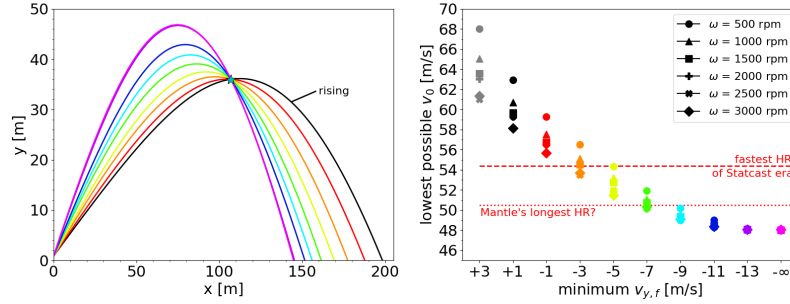 50
40
30
20
10
0
y [m]
rising
0 50 100 150 200
x [m]
70
68
66
64
62
60
58
56
54
52
50
48
46
lowest possible v₀ [m/s]
ω = 500 rpm
ω = 1000 rpm
ω = 1500 rpm
ω = 2000 rpm
ω = 2500 rpm
ω = 3000 rpm
fastest HR
of Statcast era
Mantle's longest HR?
+3 +1 -1 -3 -5 -7 -9 -11 -13 -∞
minimum v_{y,f} [m/s]